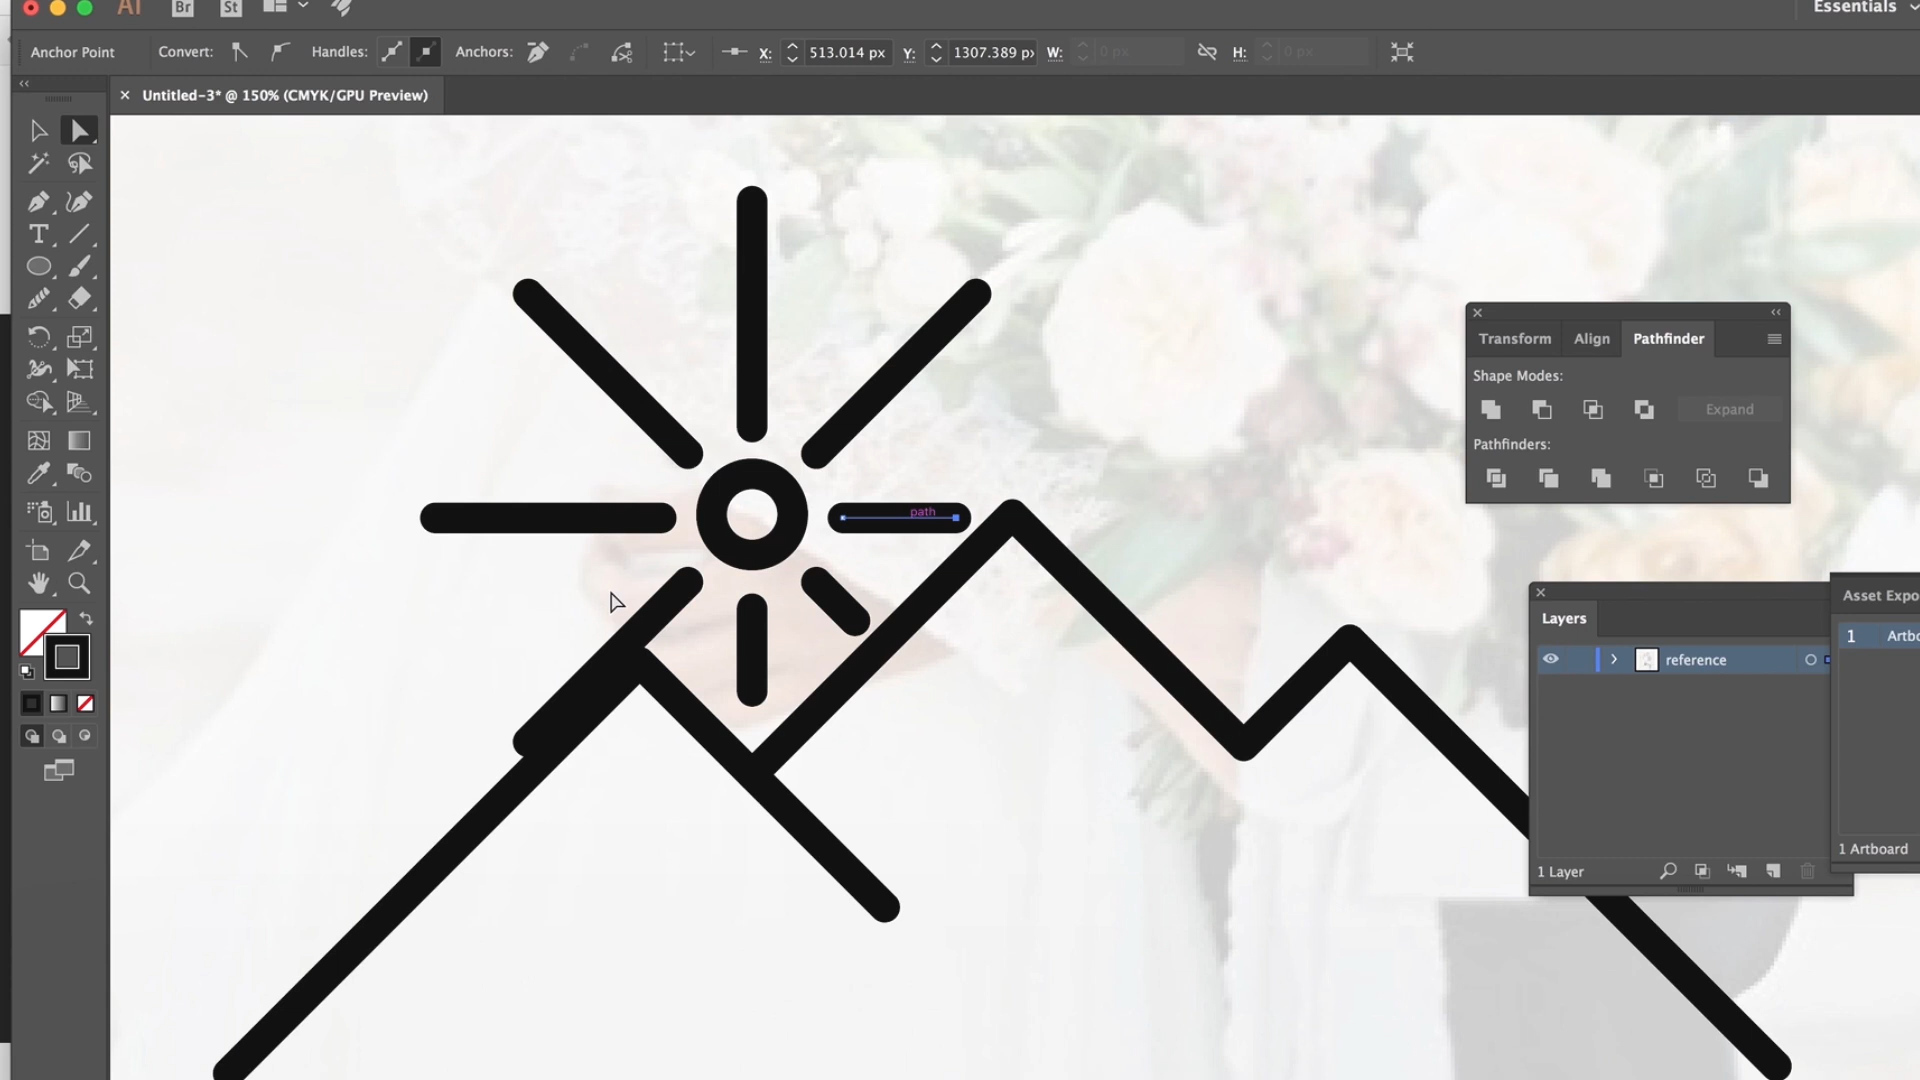 Ai Br St Essentials
Anchor Point Convert: Handles: Anchors: X: 513.014 px Y: 1307.389 px W: 0 px H: 0 px
Untitled-3* @ 150% (CMYK/GPU Preview)
path
Transform Align Pathfinder
Shape Modes:
Expand
Pathfinders:
Layers
reference
1 Layer
Asset Expo
1 Artbo
1 Artboard